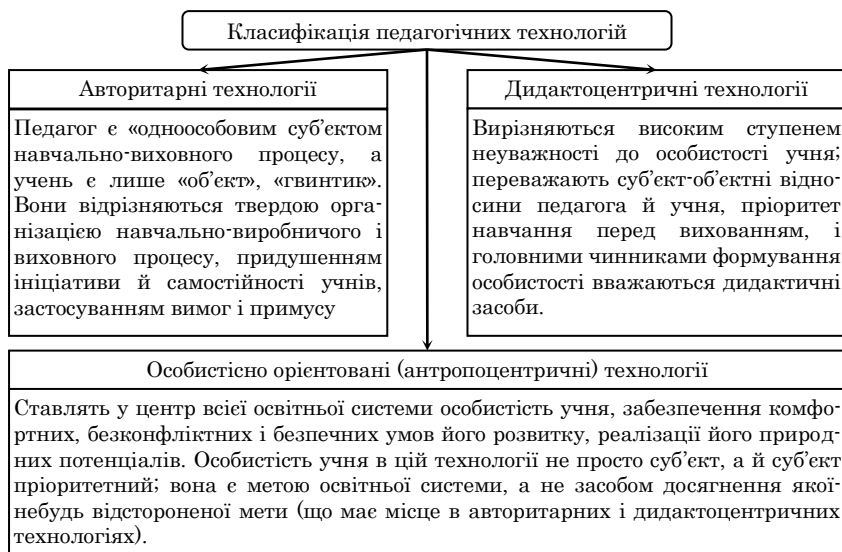 Класифікація педагогічних технологій
Авторитарні технології
Педагог є «одноособовим суб’єктом
навчально-виховного процесу, а
учень є лише «об’єкт», «гвинтик».
Вони відрізняються твердою орга-
нізацією навчально-виробничого і
виховного процесу, придушенням
ініціативи й самостійності учнів,
застосуванням вимог і примусу
Дидактоцентричні технології
Вирізняються високим ступенем
неуважності до особистості учня;
переважають суб’єкт-об’єктні відно-
сини педагога й учня, пріоритет
навчання перед вихованням, і
головними чинниками формування
особистості вважаються дидактичні
засоби.
Особистісно орієнтовані (антропоцентричні) технології
Ставлять у центр всієї освітньої системи особистість учня, забезпечення комфо-
ртних, безконфліктних і безпечних умов його розвитку, реалізації його природ-
них потенціалів. Особистість учня в цій технології не просто суб’єкт, а й суб’єкт
пріоритетний; вона є метою освітньої системи, а не засобом досягнення якої-
небудь відстороненої мети (що має місце в авторитарних і дидактоцентричних
технологіях).